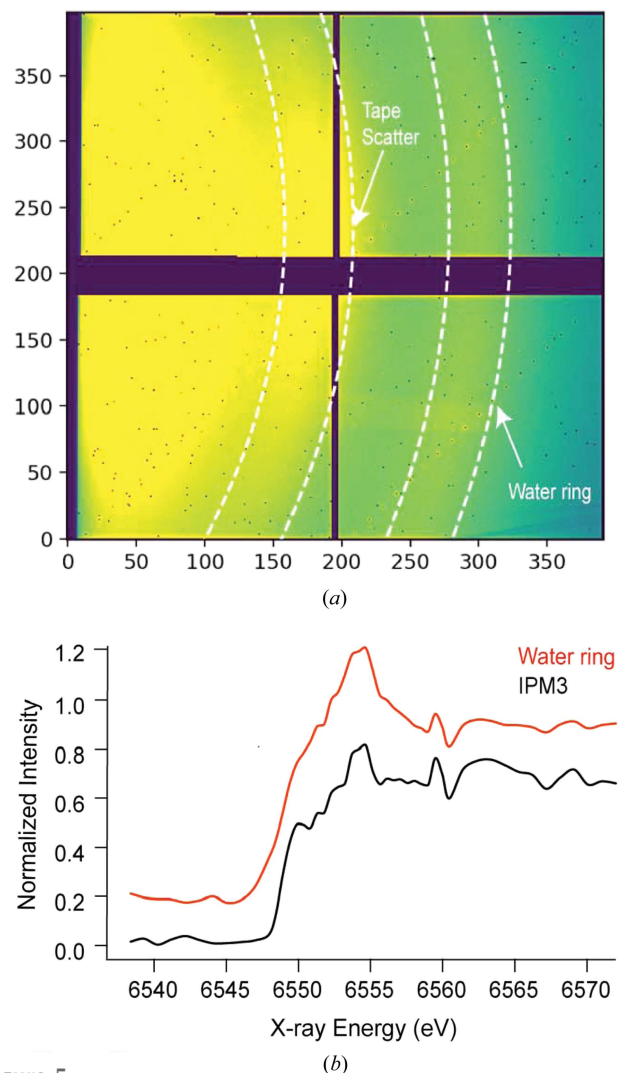 350
300
250
200
150
100
50
0
Tape
Scatter
Water ring
0 50 100 150 200 250 300 350
(a)
1.2
1.0
0.8
0.6
0.4
0.2
0.0
Normalized Intensity
Water ring
IPM3
6540 6545 6550 6555 6560 6565 6570
X-ray Energy (eV)
(b)